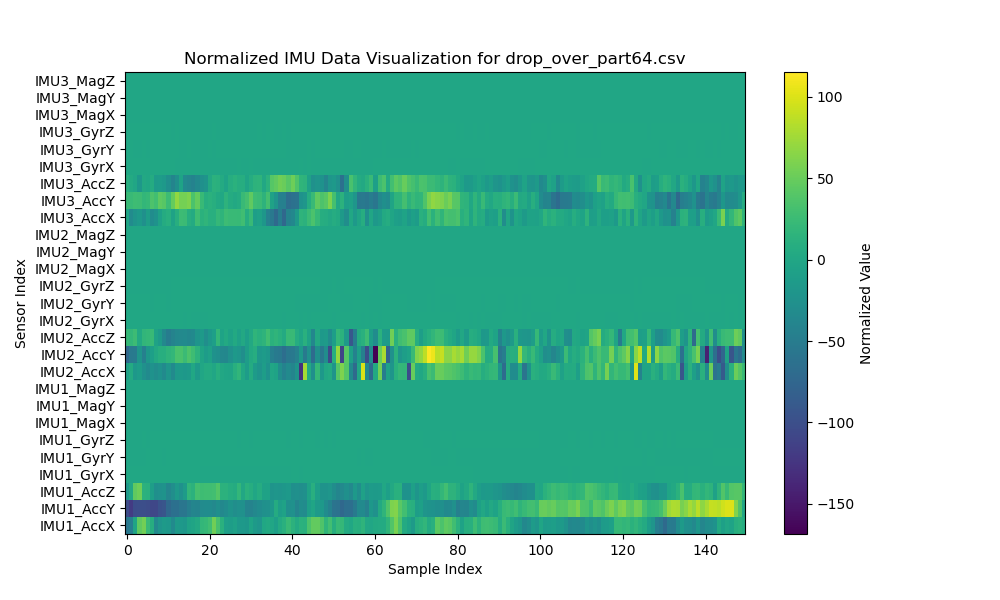 Normalized IMU Data Visualization for drop_over_part64.csv
Sensor Index
IMU3_MagZ
IMU3_MagY
IMU3_MagX
IMU3_GyrZ
IMU3_GyrY
IMU3_GyrX
IMU3_AccZ
IMU3_AccY
IMU3_AccX
IMU2_MagZ
IMU2_MagY
IMU2_MagX
IMU2_GyrZ
IMU2_GyrY
IMU2_GyrX
IMU2_AccZ
IMU2_AccY
IMU2_AccX
IMU1_MagZ
IMU1_MagY
IMU1_MagX
IMU1_GyrZ
IMU1_GyrY
IMU1_GyrX
IMU1_AccZ
IMU1_AccY
IMU1_AccX
0 20 40 60 80 100 120 140
Sample Index
100
50
0
−50
−100
−150
Normalized Value